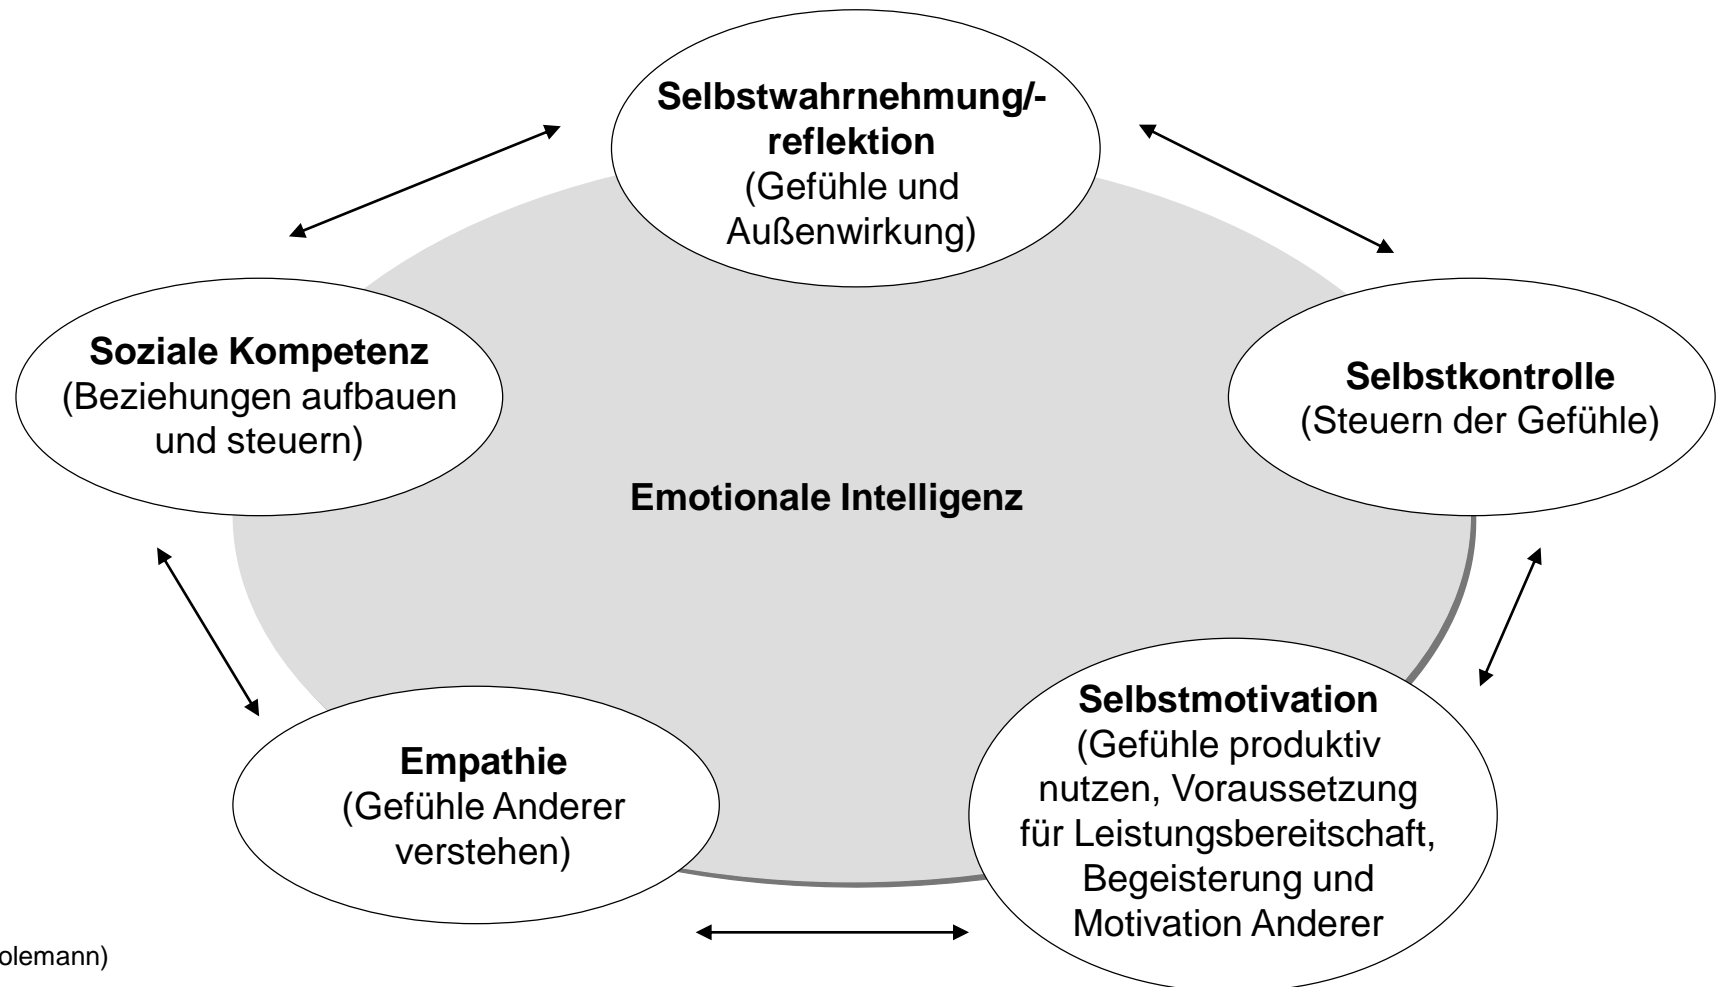 Selbstwahrnehmung/-
reflektion
(Gefühle und
Außenwirkung)
Soziale Kompetenz
(Beziehungen aufbauen
und steuern)
Selbstkontrolle
(Steuern der Gefühle)
Emotionale Intelligenz
Empathie
(Gefühle Anderer
verstehen)
Selbstmotivation
(Gefühle produktiv
nutzen, Voraussetzung
für Leistungsbereitschaft,
Begeisterung und
Motivation Anderer
olemann)